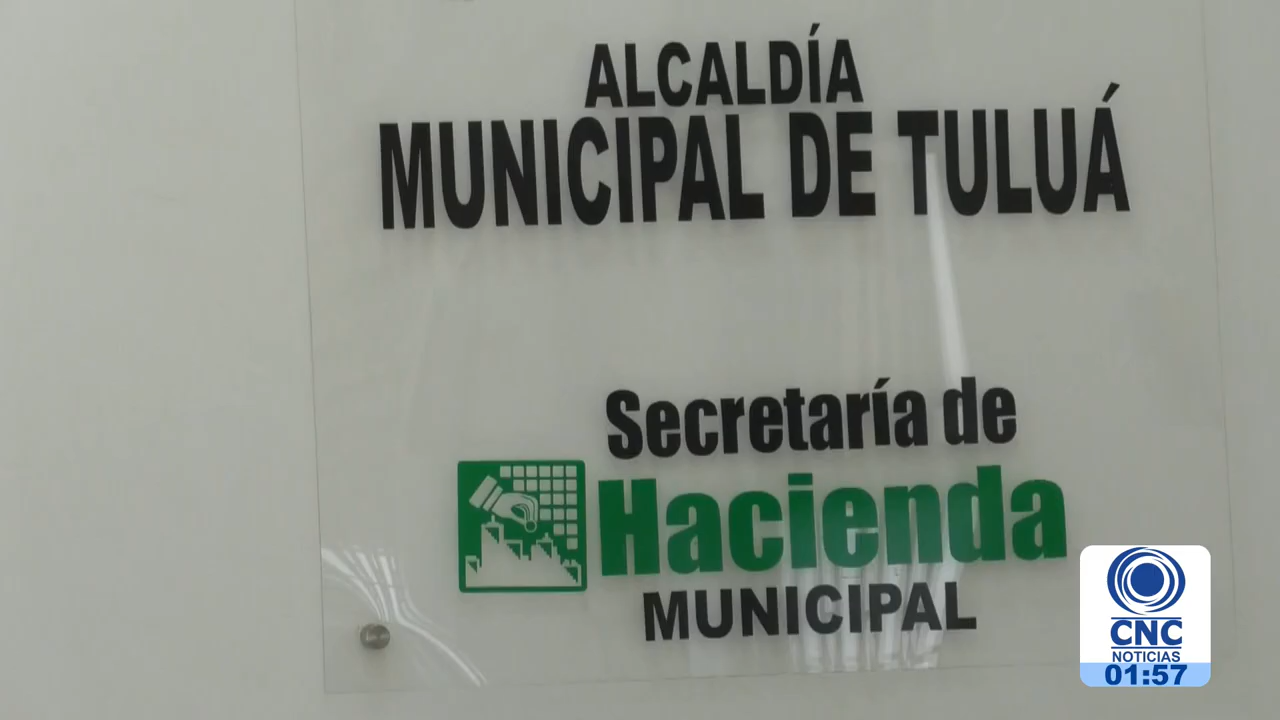 ALCALDÍA
MUNICIPAL DE TULUÁ
Secretaría de
Hacienda
MUNICIPAL
CNC
NOTICIAS
01:57